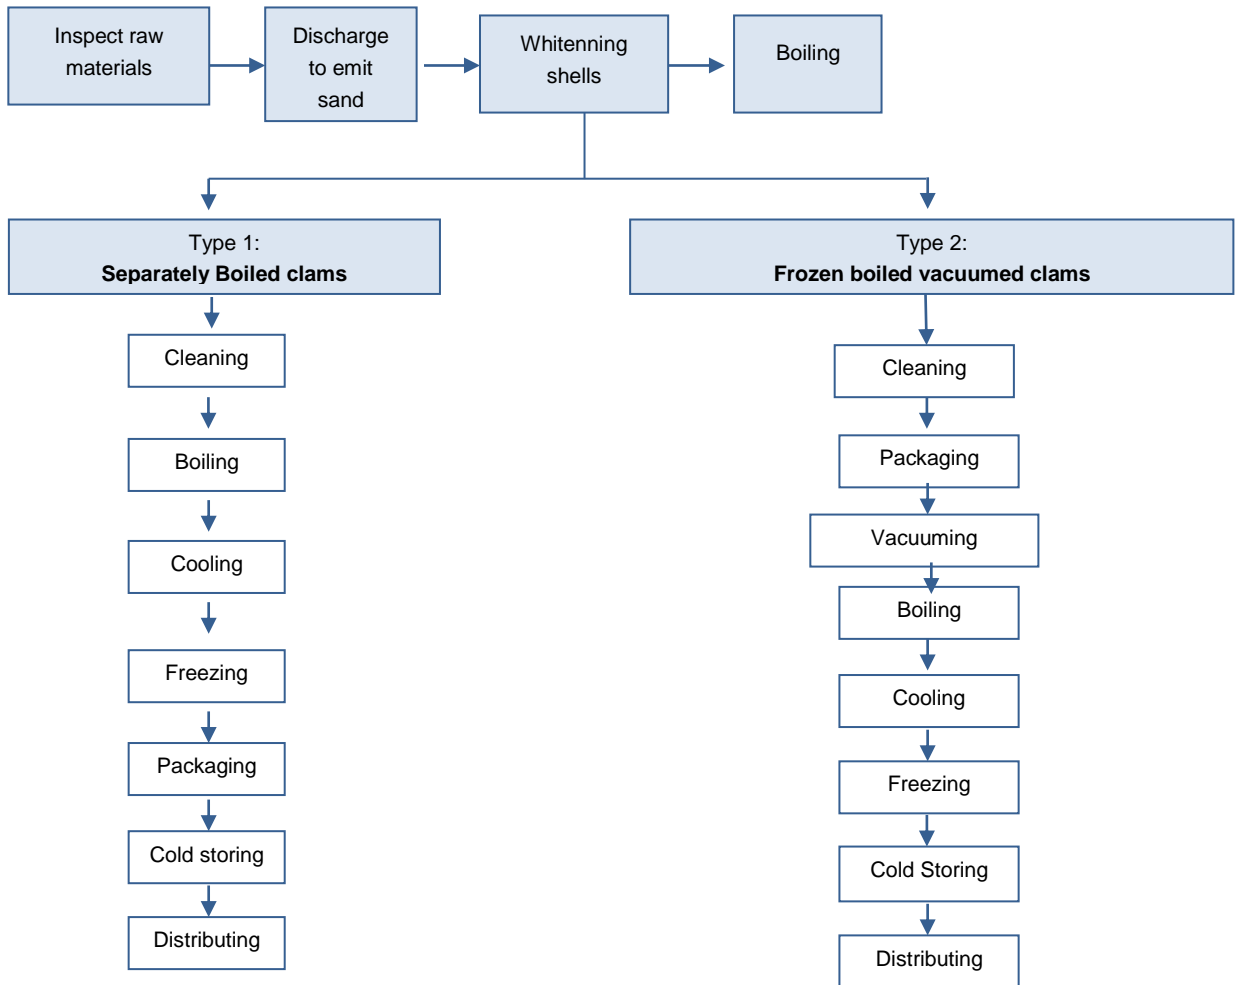 Inspect raw
materials
Discharge
to emit
sand
Whitenning
shells
Boiling
Type 1:
Separately Boiled clams
Type 2:
Frozen boiled vacuumed clams
Cleaning
Boiling
Cooling
Freezing
Packaging
Cold storing
Distributing
Cleaning
Packaging
Vacuuming
Boiling
Cooling
Freezing
Cold Storing
Distributing